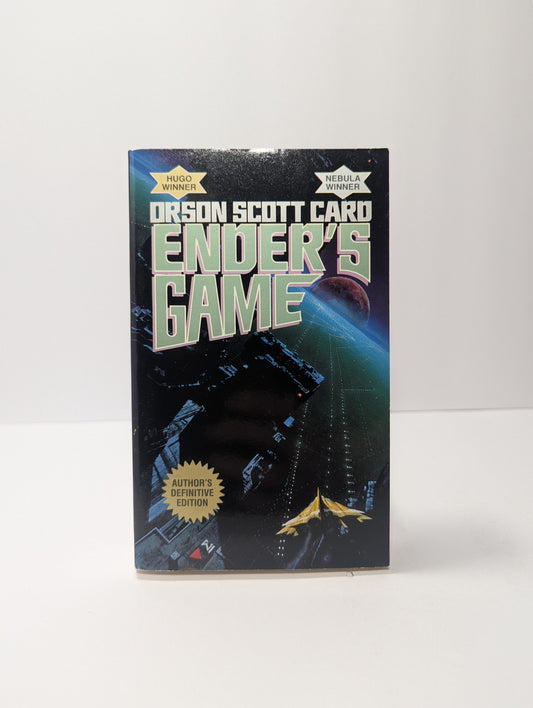 HUGO
WINNER
NEBULA
WINNER
ORSON SCOTT CARD
ENDER'S
GAME
AUTHOR'S
DEFINITIVE
EDITION